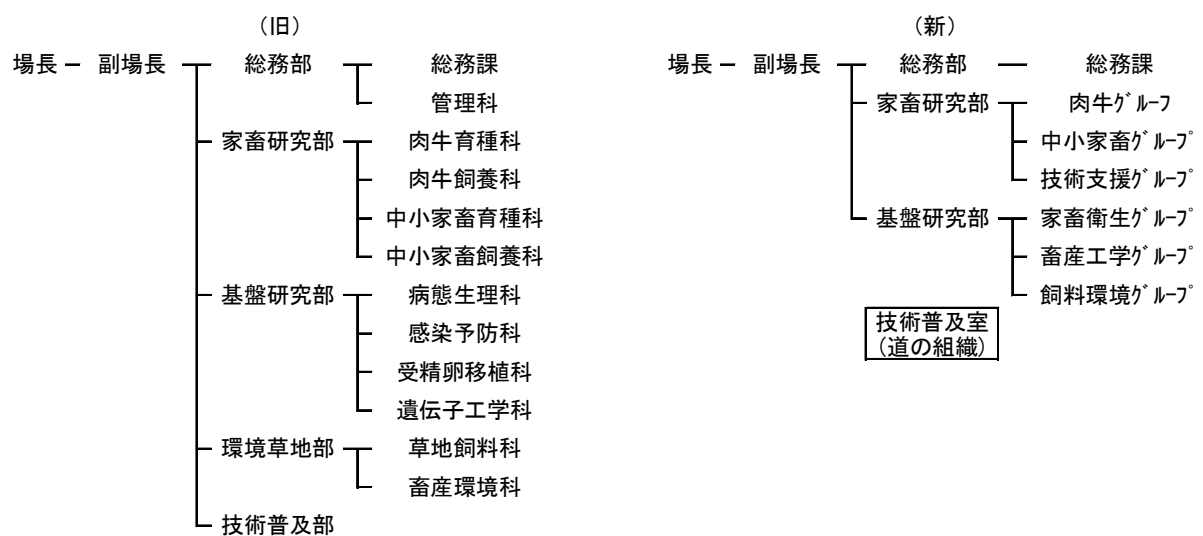 (旧)
場長 － 副場長 総務部 総務課
管理科
家畜研究部 肉牛育種科
肉牛飼養科
中小家畜育種科
中小家畜飼養科
基盤研究部 病態生理科
感染予防科
受精卵移植科
遺伝子工学科
環境草地部 草地飼料科
畜産環境科
技術普及部
(新)
場長 － 副場長 総務部 総務課
家畜研究部 肉牛ｸﾞﾙｰﾌ
中小家畜ｸﾞﾙｰﾌﾟ
技術支援ｸﾞﾙｰﾌﾟ
基盤研究部 家畜衛生ｸﾞﾙｰﾌﾟ
畜産工学ｸﾞﾙｰﾌﾟ
飼料環境ｸﾞﾙｰﾌﾟ
技術普及室
(道の組織)